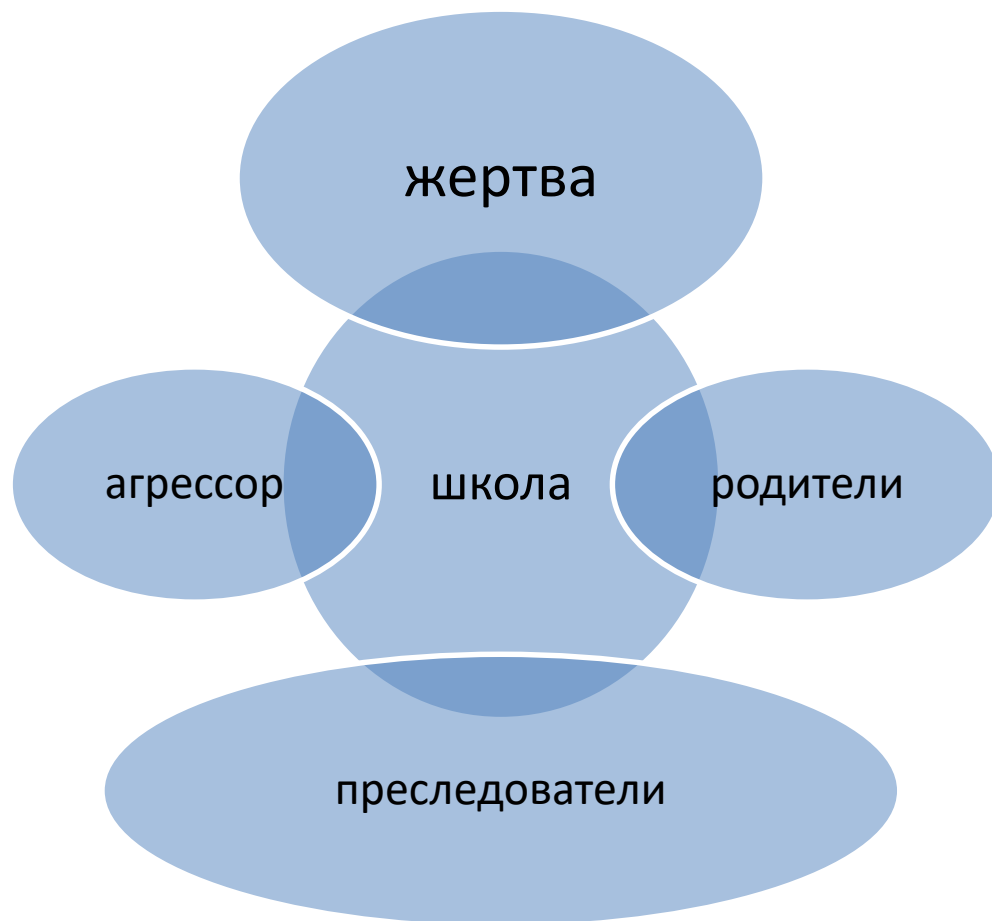 жертва
агрессор
школа
родители
преследователи